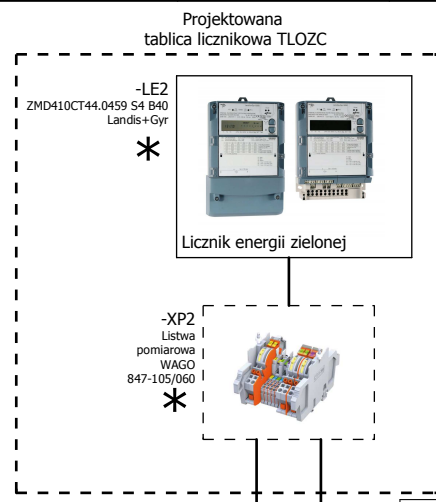 Projektowana
tablica licznikowa TLOZC
-LE2
ZMD410CT44.0459 S4 B40
Landis+Gyr
Licznik energii zielonej
-XP2
Listwa
pomiarowa
WAGO
847-105/060